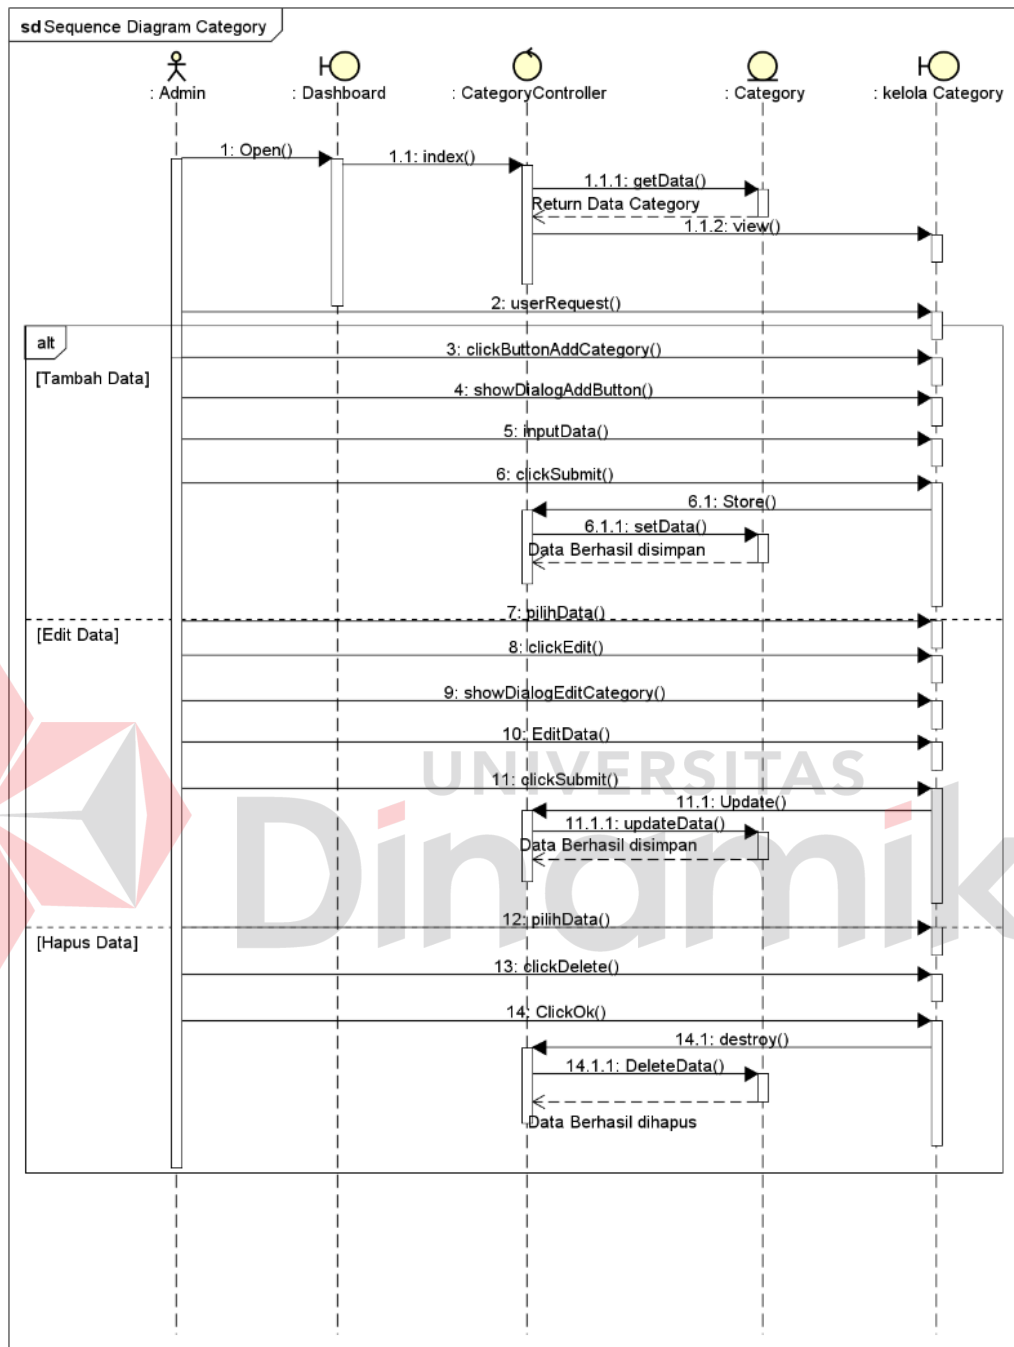 sd Sequence Diagram Category
: Admin
: Dashboard
: CategoryController
: Category
: kelola Category
1: Open()
1.1: index()
1.1.1: getData()
Return Data Category
1.1.2: view()
2: userRequest()
alt
3: clickButtonAddCategory()
[Tambah Data]
4: showDialogAddButton()
5: inputData()
6: clickSubmit()
6.1: Store()
6.1.1: setData()
Data Berhasil disimpan
7: pilihData()
[Edit Data]
8: clickEdit()
9: showDialogEditCategory()
10: EditData()
UNIVERSITAS
11: clickSubmit()
11.1: Update()
Dinamik
11.1.1: updateData()
Data Berhasil disimpan
12: pilihData()
[Hapus Data]
13: clickDelete()
14: ClickOk()
14.1: destroy()
14.1.1: DeleteData()
Data Berhasil dihapus